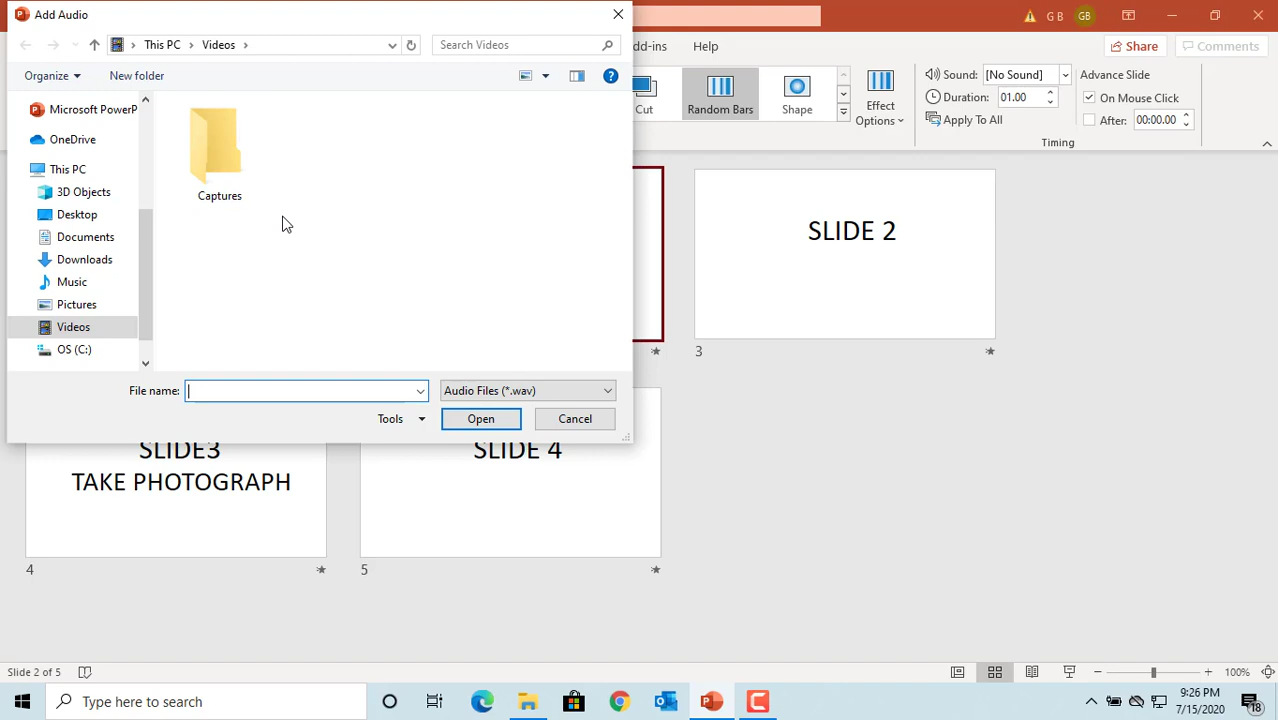 Add Audio
This PC
Videos
Search Videos
Organize
New folder
Microsoft PowerP
OneDrive
This PC
3D Objects
Desktop
Documents
Downloads
Music
Pictures
Videos
OS (C:)
Captures
File name:
Audio Files (*.wav)
Tools
Open
Cancel
G B
GB
dd-ins
Help
Share
Comments
Cut
Random Bars
Shape
Effect
Options
Sound:
[No Sound]
Duration:
01.00
Apply To All
Advance Slide
On Mouse Click
After:
00:00.00
Timing
SLIDE 2
3
SLIDE3
TAKE PHOTOGRAPH
4
SLIDE 4
5
Slide 2 of 5
100%
Type here to search
9:26 PM
7/15/2020
18